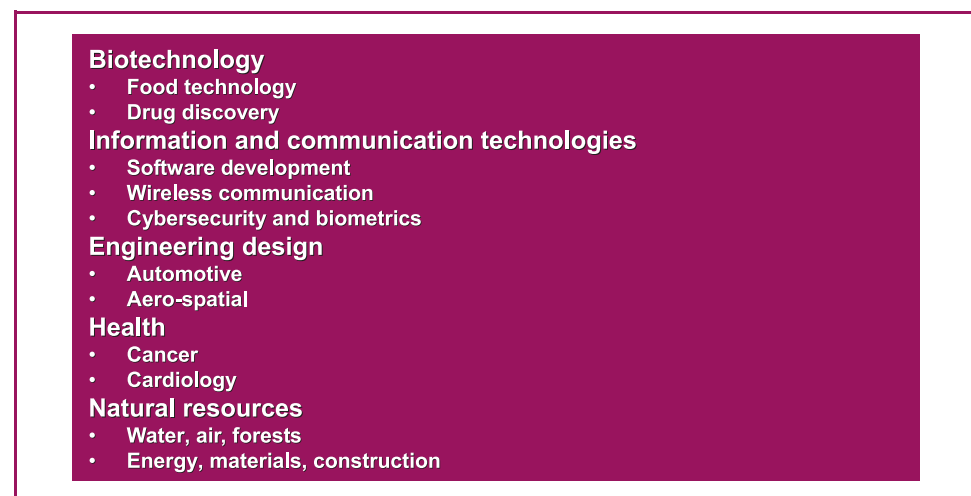 Biotechnology
• Food technology
• Drug discovery
Information and communication technologies
• Software development
• Wireless communication
• Cybersecurity and biometrics
Engineering design
• Automotive
• Aero-spatial
Health
• Cancer
• Cardiology
Natural resources
• Water, air, forests
• Energy, materials, construction